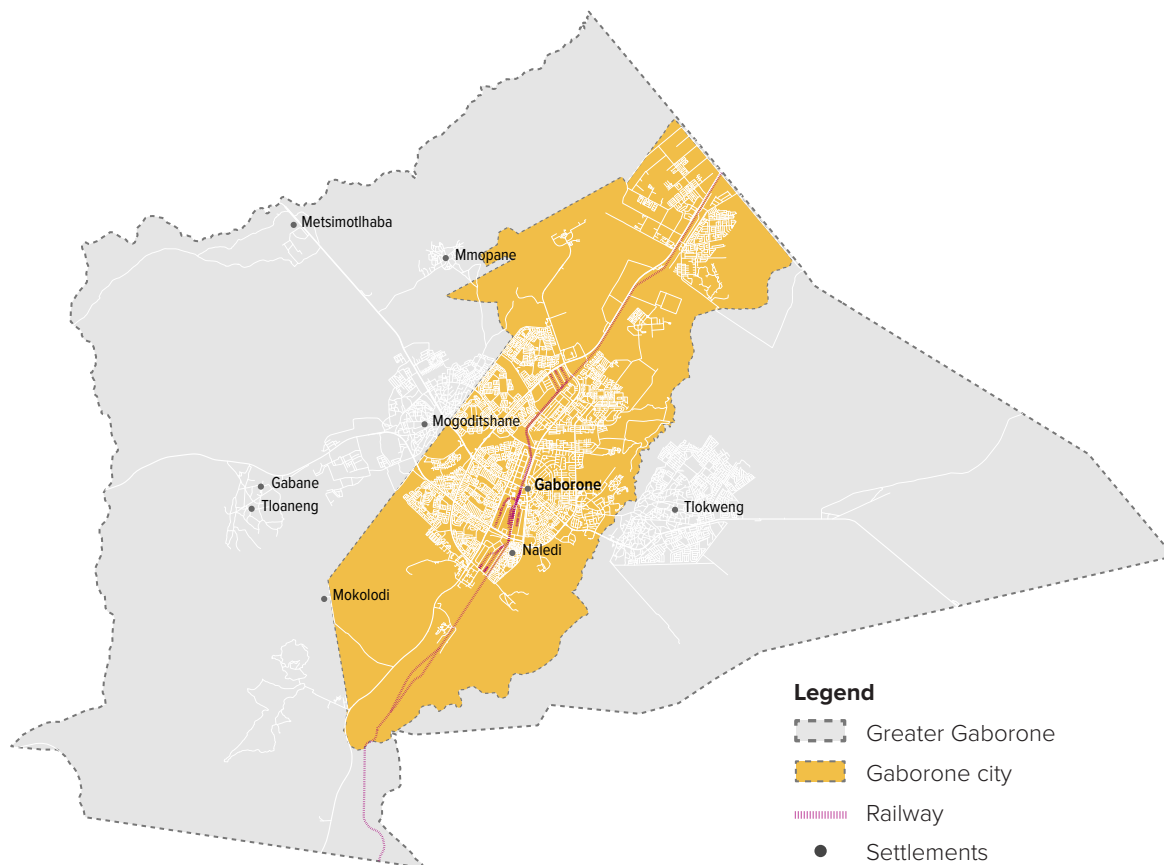 Metsimotlhaba
Mmopane
Mogoditshane
Gabane
Gaborone
Tloaneng
Tlokweng
Naledi
Mokolodi
Legend
Greater Gaborone
Gaborone city
Railway
Settlements